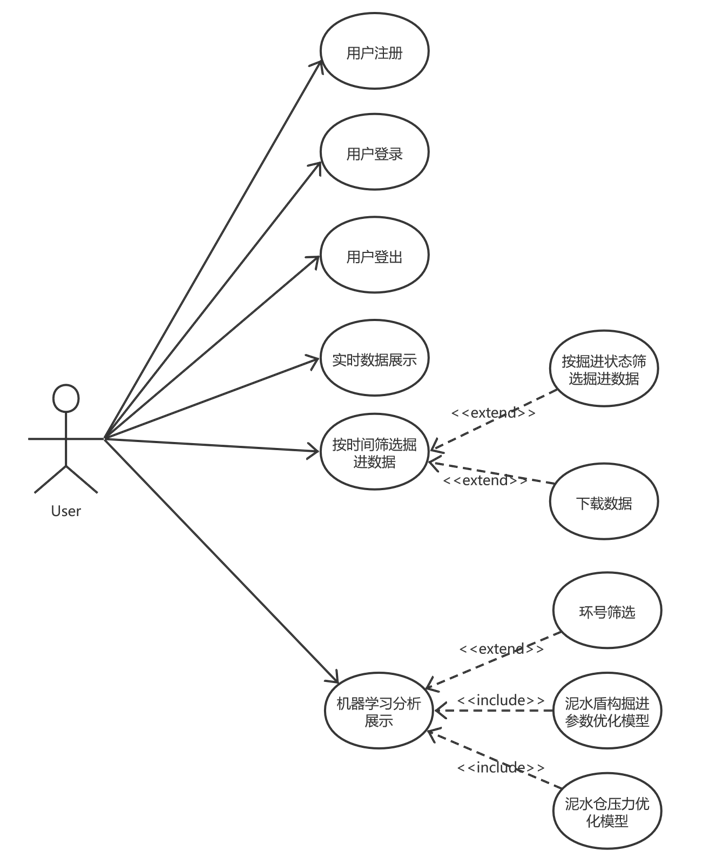 用户注册
用户登录
用户登出
实时数据展示
按掘进状态筛
选掘进数据
<<extend>>
按时间筛选掘
进数据
<<extend>>
下载数据
User
环号筛选
<<extend>>
机器学习分析
展示
<<include>>
泥水盾构掘进
参数优化模型
<<include>>
泥水仓压力优
化模型